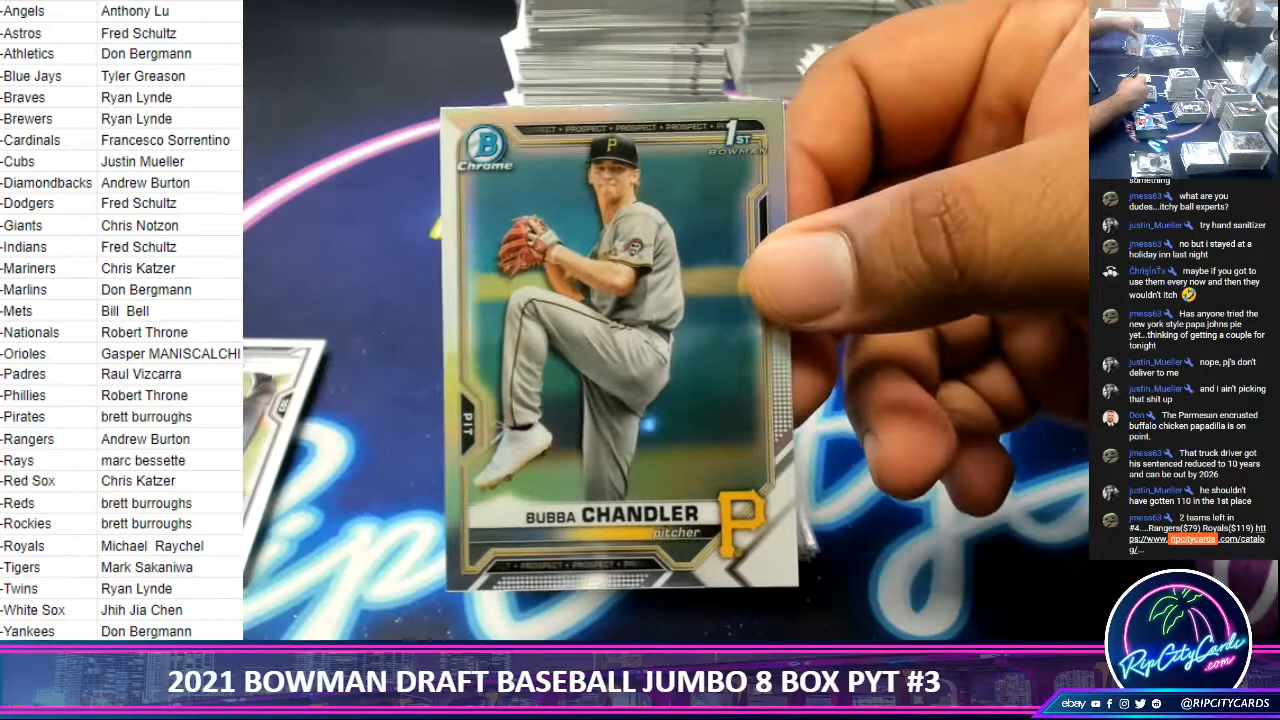 -Angels Anthony Lu
-Astros Fred Schultz
-Athletics Don Bergmann
-Blue Jays Tyler Greason
-Braves Ryan Lynde
-Brewers Ryan Lynde
-Cardinals Francesco Sorrentino
-Cubs Justin Mueller
-Diamondbacks Andrew Burton
-Dodgers Fred Schultz
-Giants Chris Notzon
-Indians Fred Schultz
-Mariners Chris Katzer
-Marlins Don Bergmann
-Mets Bill Bell
-Nationals Robert Throne
-Orioles Gasper MANISCALCHI
-Padres Raul Vizcarra
-Phillies Robert Throne
-Pirates brett burroughs
-Rangers Andrew Burton
-Rays marc bessette
-Red Sox Chris Katzer
-Reds brett burroughs
-Rockies brett burroughs
-Royals Michael Raychel
-Tigers Mark Sakaniwa
-Twins Ryan Lynde
-White Sox Jhih Jia Chen
-Yankees Don Bergmann
PROSPECT • PROSPECT • PROSPECT
B
Chrome
1ST
BOWMAN
P
PIT
BUBBA CHANDLER
pitcher
P
PROSPECT • PROSPECT
something
jmess63 what are you
dudes...itchy ball experts?
justin_Mueller try hand sanitizer
jmess63 no but i stayed at a
holiday inn last night
maybe if you got to
use them every now and then they
wouldn't itch 🤣
jmess63 Has anyone tried the
new york style papa johns pie
yet...thinking of getting a couple for
tonight
justin_Mueller nope, pj's don't
deliver to me
justin_Mueller and i ain't picking
that shit up
Don The Parmesan encrusted
buffalo chicken papadilla is on
point.
jmess63 That truck driver got
his sentenced reduced to 10 years
and can be out by 2026
justin_Mueller he shouldn't
have gotten 110 in the 1st place
jmess63 2 teams left in
#4....Rangers($79) Royals($119) htt
ps://www.ripcitycards.com/catalo
g/...
RipCityCards
.com
2021 BOWMAN DRAFT BASEBALL JUMBO 8 BOX PYT #3
ebay @RIPCITYCARDS